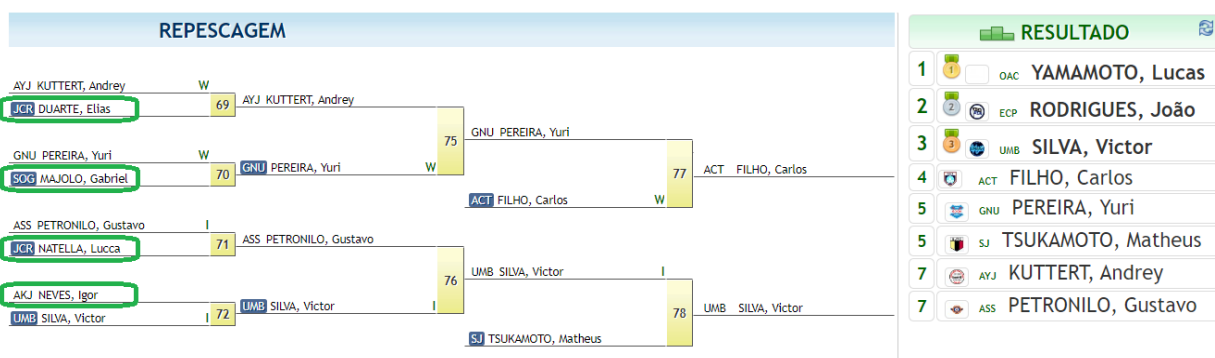 REPESCAGEM
AYJ KUTTERT, Andrey W
JCR DUARTE, Elias
69
AYJ KUTTERT, Andrey
GNU PEREIRA, Yuri W
SOG MAJOLO, Gabriel
70
GNU PEREIRA, Yuri W
75
GNU PEREIRA, Yuri
ACT FILHO, Carlos W
77
ACT FILHO, Carlos
ASS PETRONILO, Gustavo I
JCR NATELLA, Lucca
71
ASS PETRONILO, Gustavo
AKJ NEVES, Igor
UMB SILVA, Victor I
72
UMB SILVA, Victor I
76
UMB SILVA, Victor I
SJ TSUKAMOTO, Matheus
78
UMB SILVA, Victor
RESULTADO
1 1 OAC YAMAMOTO, Lucas
2 2 ECP RODRIGUES, João
3 3 UMB SILVA, Victor
4 ACT FILHO, Carlos
5 GNU PEREIRA, Yuri
5 SJ TSUKAMOTO, Matheus
7 AYJ KUTTERT, Andrey
7 ASS PETRONILO, Gustavo